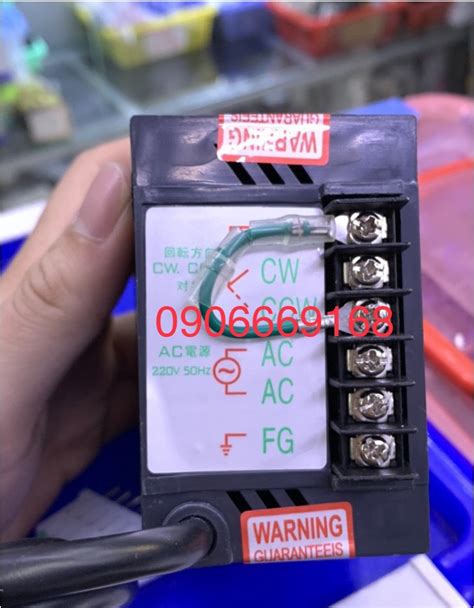 WARNING
GUARANTEEIS
回転方向
CW
CW.
CCW
0906669168
AC電源
220V 50Hz
AC
AC
FG
WARNING
GUARANTEEIS